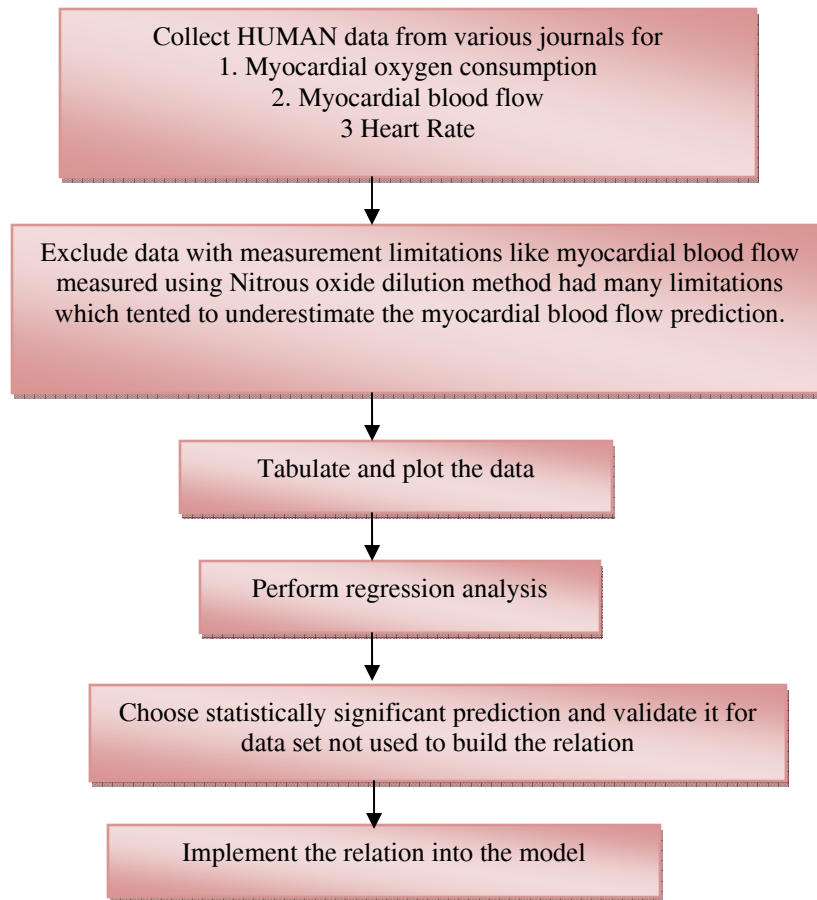 Collect HUMAN data from various journals for
1. Myocardial oxygen consumption
2. Myocardial blood flow
3 Heart Rate
Exclude data with measurement limitations like myocardial blood flow
measured using Nitrous oxide dilution method had many limitations
which tented to underestimate the myocardial blood flow prediction.
Tabulate and plot the data
Perform regression analysis
Choose statistically significant prediction and validate it for
data set not used to build the relation
Implement the relation into the model